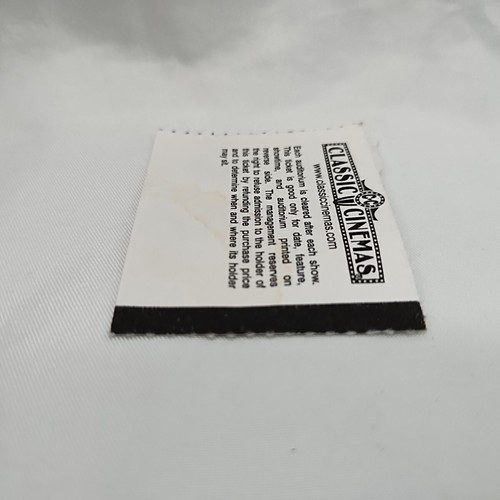 CLASSIC CINEMAS
www.classiccinemas.com
Each auditorium is cleared after each show.
This ticket is good only for date, feature,
showtime, and auditorium printed on
reverse side. The management reserves
the right to refuse admission to the holder of
this ticket by refunding the purchase price
and to determine when and where its holder
may sit.